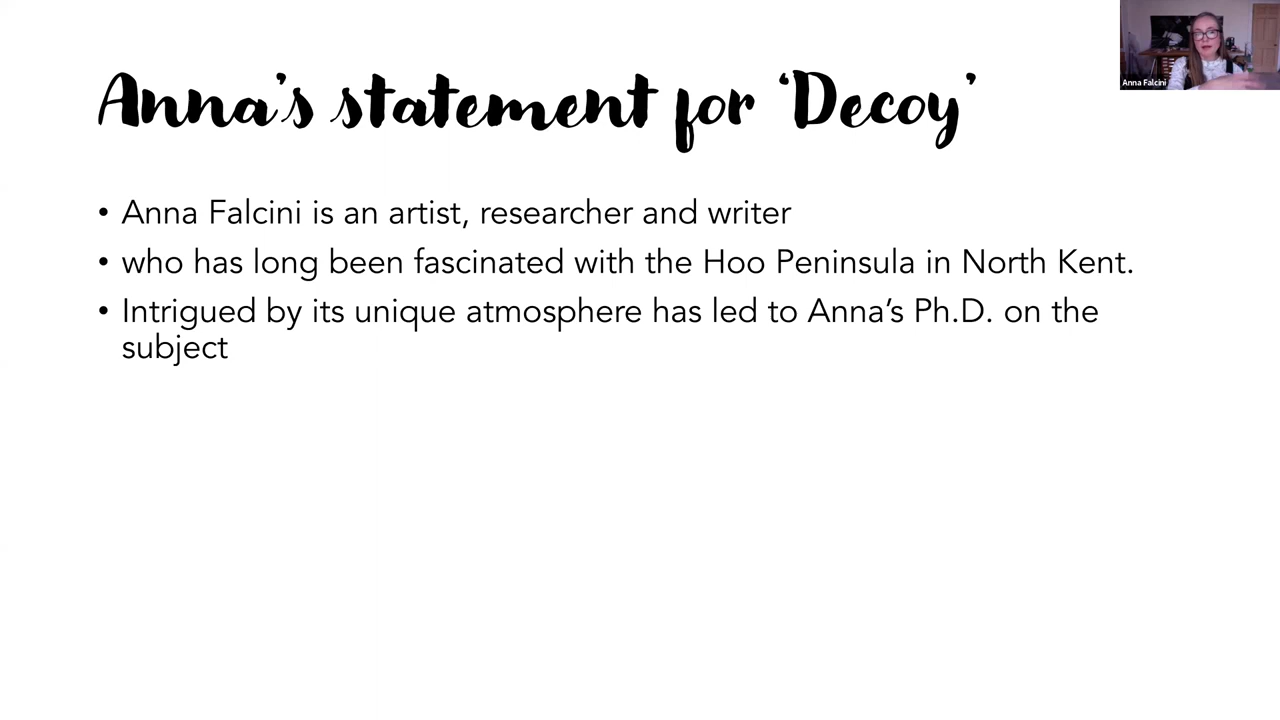 Anna's statement for 'Decoy'
Anna Falcini
• Anna Falcini is an artist, researcher and writer
• who has long been fascinated with the Hoo Peninsula in North Kent.
• Intrigued by its unique atmosphere has led to Anna's Ph.D. on the
subject